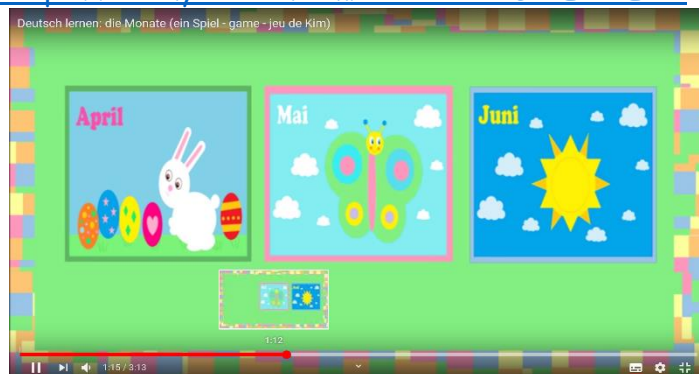 Deutsch lernen: die Monate (ein Spiel - game - jeu de Kim)
April
Mai
Juni
1:12
1:15 / 3:13